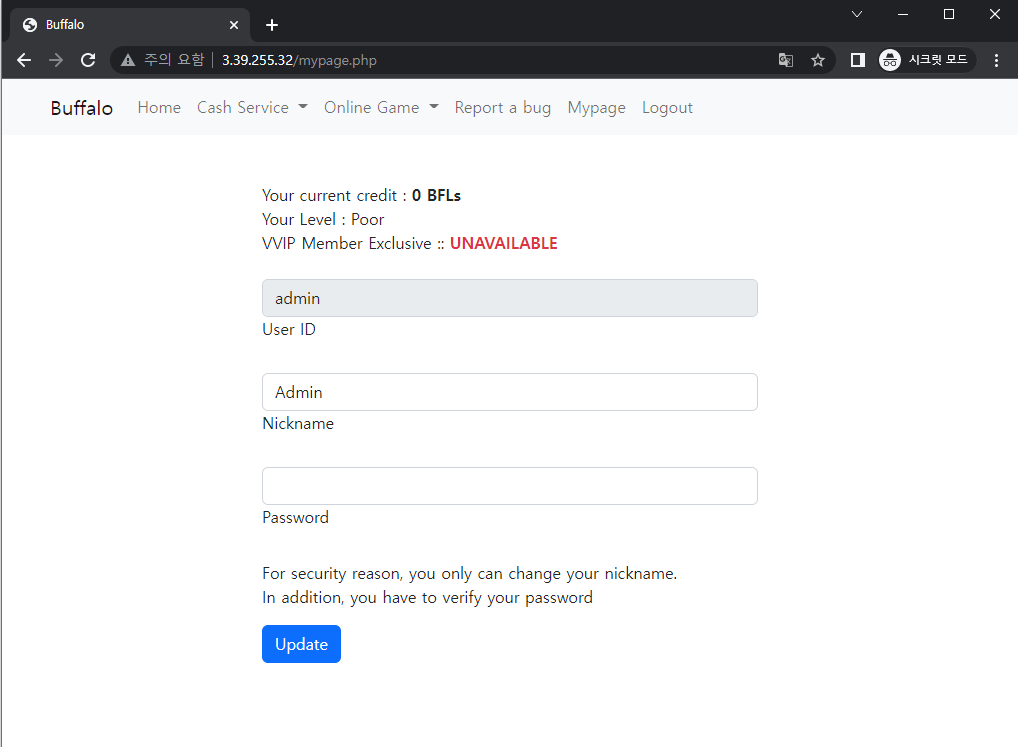 Buffalo
주의 요함 3.39.255.32/mypage.php 시크릿 모드
Buffalo Home Cash Service Online Game Report a bug Mypage Logout
Your current credit : 0 BFLs
Your Level : Poor
VVIP Member Exclusive :: UNAVAILABLE
admin
User ID
Admin
Nickname
Password
For security reason, you only can change your nickname.
In addition, you have to verify your password
Update